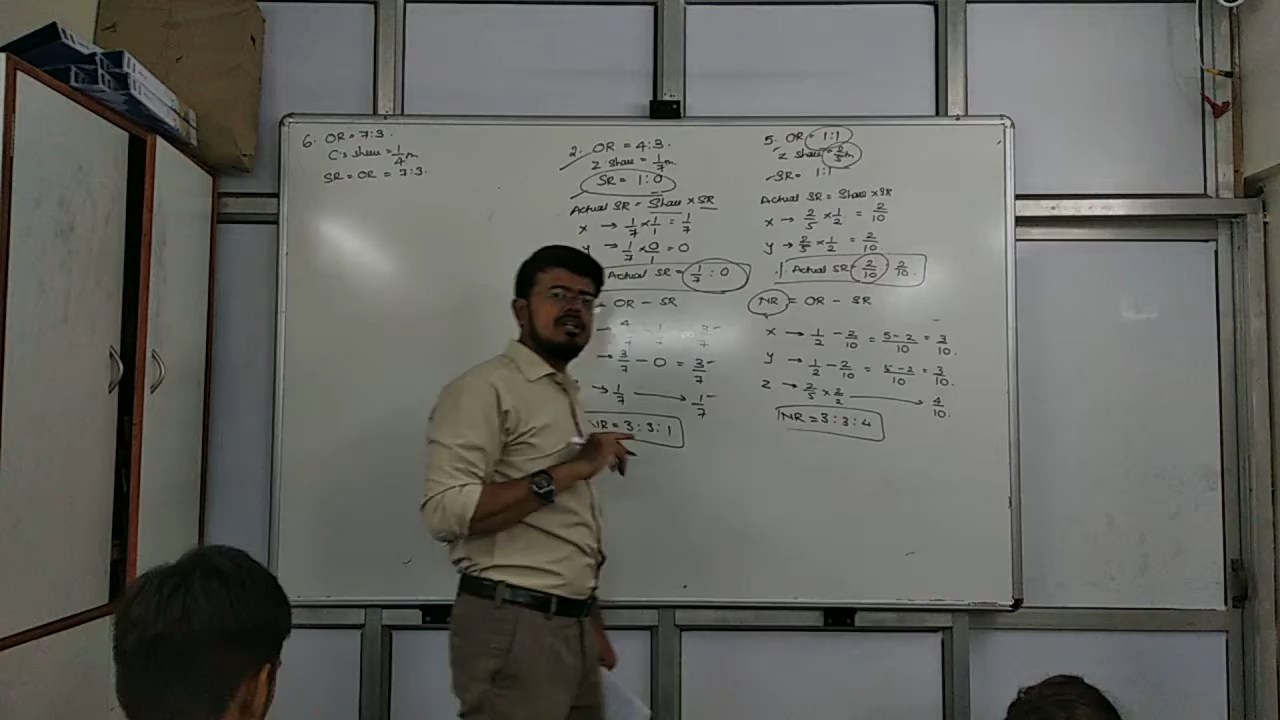 6. OR = 7:3.
C's share = 1/4 m
SR = OR = 7:3.
2. OR = 4:3.
Z share = 1/7 m.
SR = 1:0
Actual SR = Share × SR
x → 1/7 × 1/1 = 1/7
y → 1/7 × 0/1 = 0
Actual SR = 1/7 : 0
OR - SR
4 - 1 3
→ 3/7 - 0 = 3/7
→ 1/7 → 1/7
NR = 3:3:1
5. OR = 1:1
Z share = 2/5 m
SR = 1:1
Actual SR = Share × SR
x → 2/5 × 1/2 = 2/10
y → 2/5 × 1/2 = 2/10
Actual SR = 2/10 : 2/10.
NR = OR - SR
x → 1/2 - 2/10 = 5-2/10 = 3/10.
y → 1/2 - 2/10 = 5-2/10 = 3/10.
Z → 2/5 × 2/2 → 4/10.
NR = 3:3:4